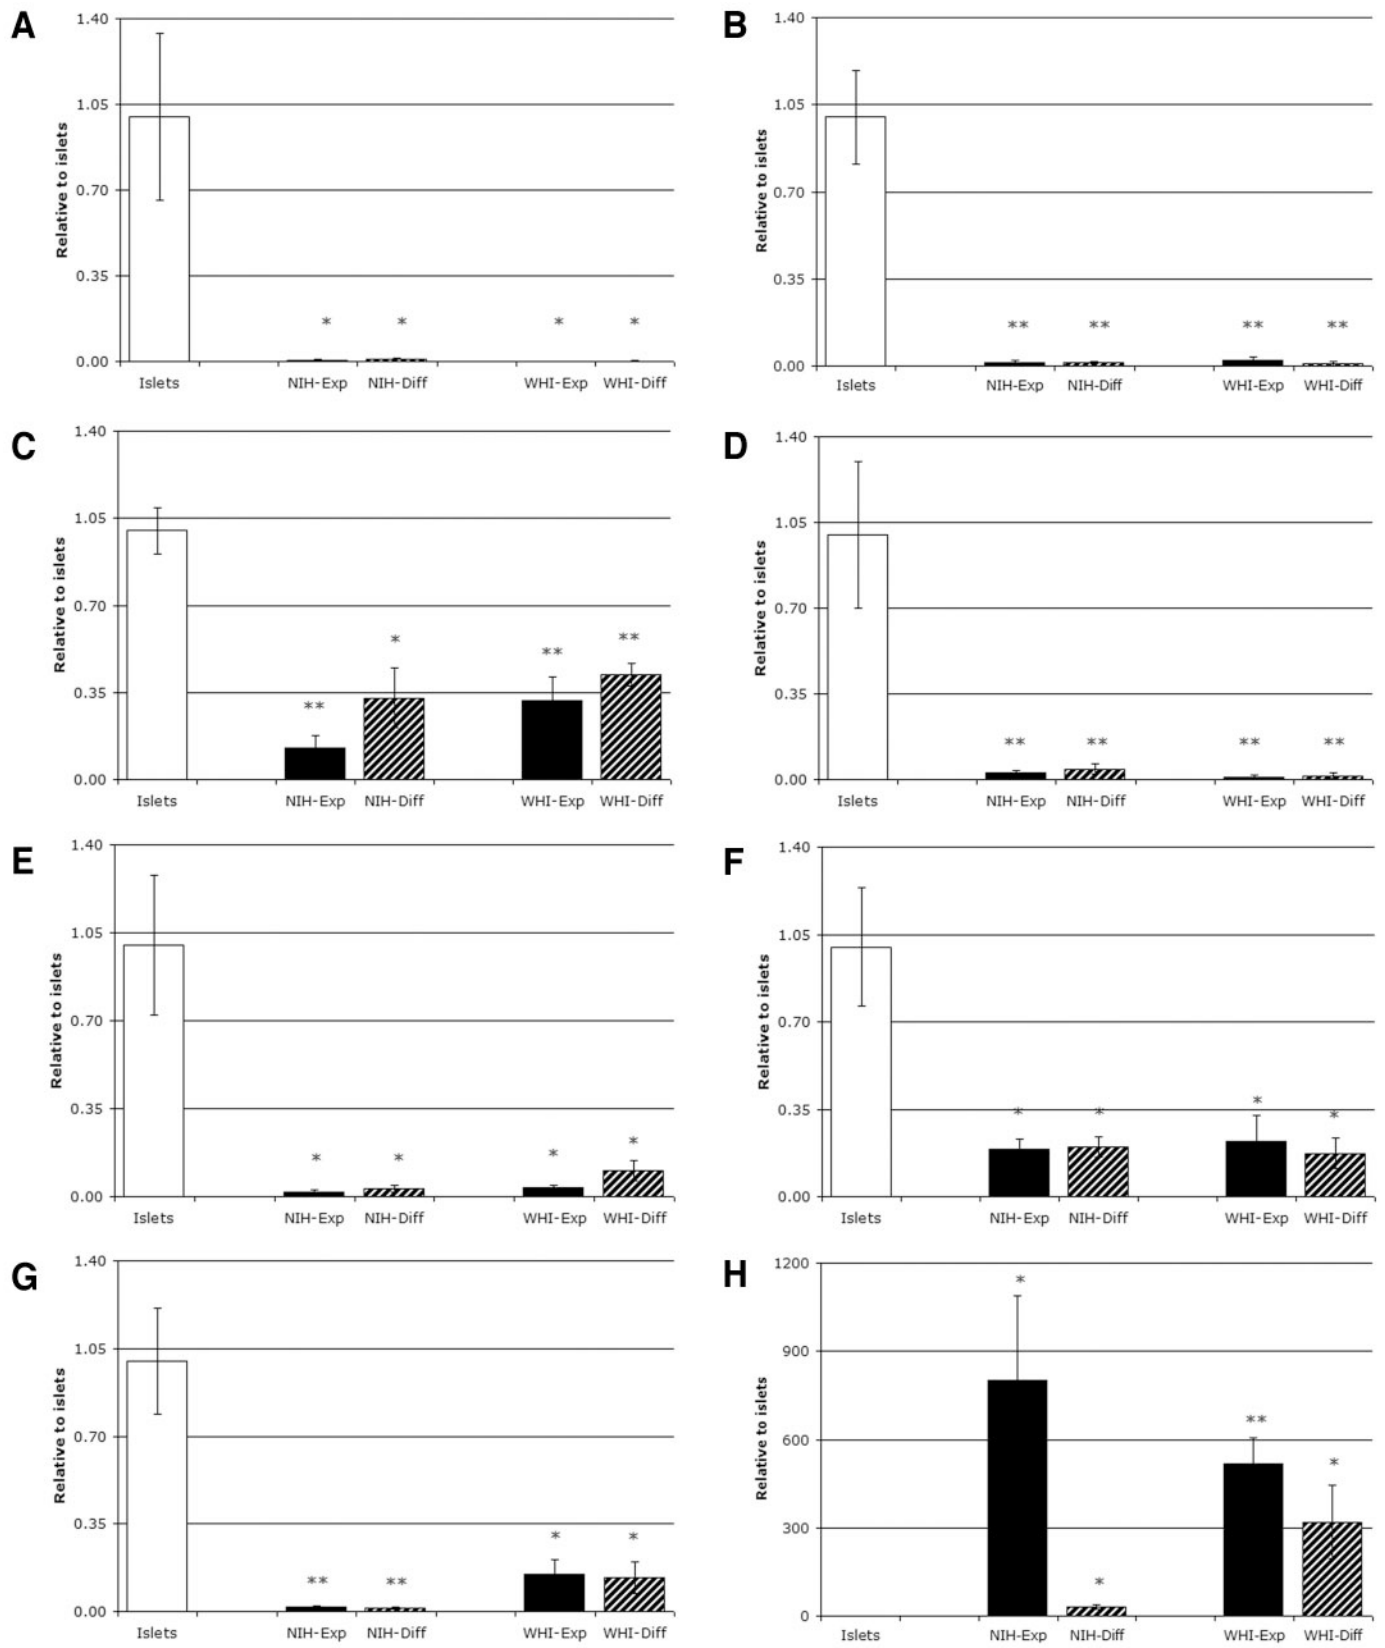 A
Relative to islets
1.40
1.05
0.70
0.35
0.00
* * * *
Islets NIH-Exp NIH-Diff WHI-Exp WHI-Diff
B
Relative to islets
1.40
1.05
0.70
0.35
0.00
** ** ** **
Islets NIH-Exp NIH-Diff WHI-Exp WHI-Diff
C
Relative to islets
1.40
1.05
0.70
0.35
0.00
** * ** **
Islets NIH-Exp NIH-Diff WHI-Exp WHI-Diff
D
Relative to islets
1.40
1.05
0.70
0.35
0.00
** ** ** **
Islets NIH-Exp NIH-Diff WHI-Exp WHI-Diff
E
Relative to islets
1.40
1.05
0.70
0.35
0.00
* * * *
Islets NIH-Exp NIH-Diff WHI-Exp WHI-Diff
F
Relative to islets
1.40
1.05
0.70
0.35
0.00
* * * *
Islets NIH-Exp NIH-Diff WHI-Exp WHI-Diff
G
Relative to islets
1.40
1.05
0.70
0.35
0.00
** ** * *
Islets NIH-Exp NIH-Diff WHI-Exp WHI-Diff
H
Relative to islets
1200
900
600
300
0
* * ** *
Islets NIH-Exp NIH-Diff WHI-Exp WHI-Diff